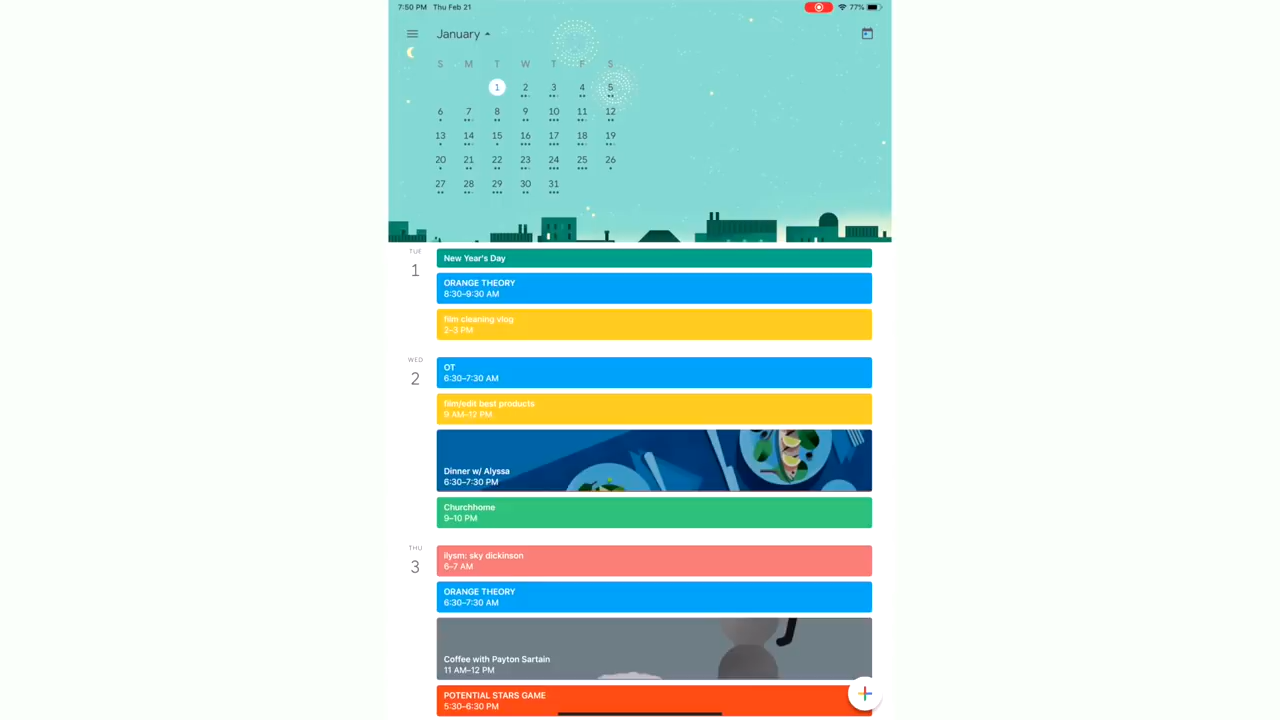 7:50 PM Thu Feb 21
77%
January
S M T W T F S
1 2 3 4 5
6 7 8 9 10 11 12
13 14 15 16 17 18 19
20 21 22 23 24 25 26
27 28 29 30 31
TUE
1
New Year's Day
ORANGE THEORY
8:30–9:30 AM
film cleaning vlog
2–3 PM
WED
2
OT
6:30–7:30 AM
film/edit best products
9 AM–12 PM
Dinner w/ Alyssa
6:30–7:30 PM
Churchhome
9–10 PM
THU
3
ilysm: sky dickinson
6–7 AM
ORANGE THEORY
6:30–7:30 AM
Coffee with Payton Sartain
11 AM–12 PM
POTENTIAL STARS GAME
5:30–6:30 PM